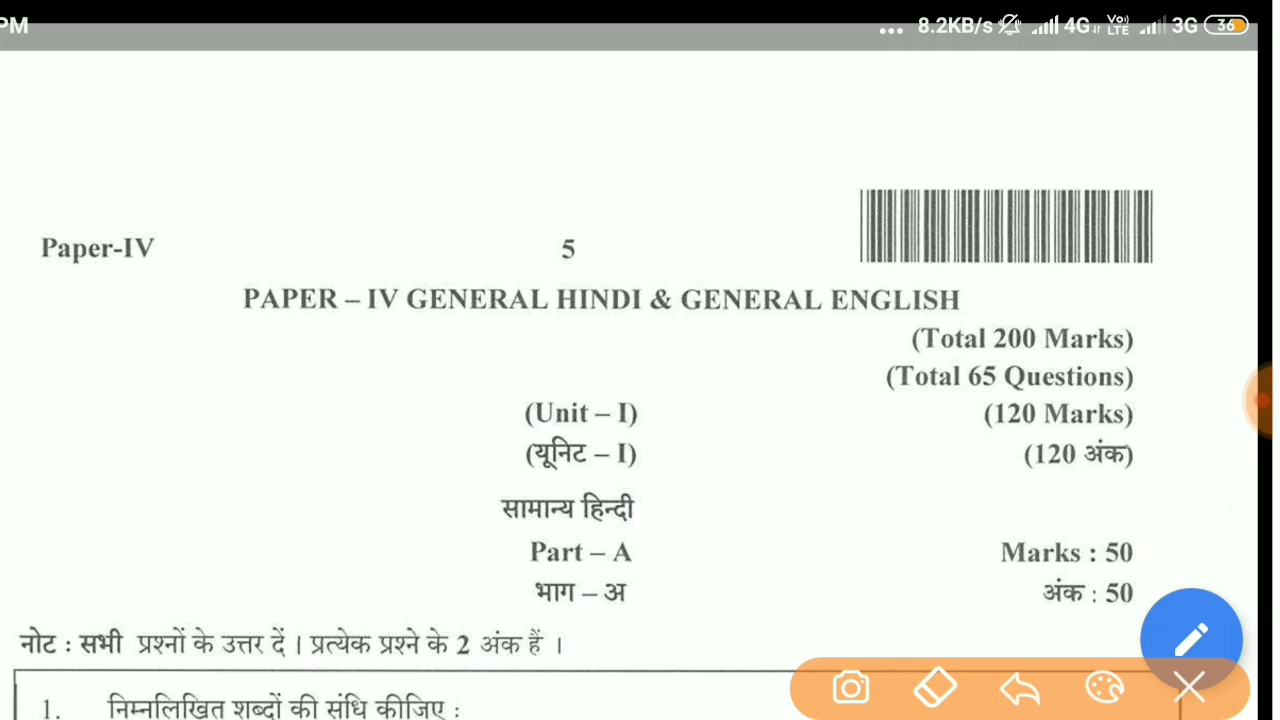 PM ... 8.2KB/s 4G Vo) LTE 3G 36
Paper-IV 5
PAPER – IV GENERAL HINDI & GENERAL ENGLISH
(Total 200 Marks)
(Total 65 Questions)
(Unit – I) (120 Marks)
(यूनिट – I) (120 अंक)
सामान्य हिन्दी
Part – A Marks : 50
भाग – अ अंक : 50
नोट : सभी प्रश्नों के उत्तर दें । प्रत्येक प्रश्ने के 2 अंक हैं ।
1. निम्नलिखित शब्दों की संधि कीजिए :